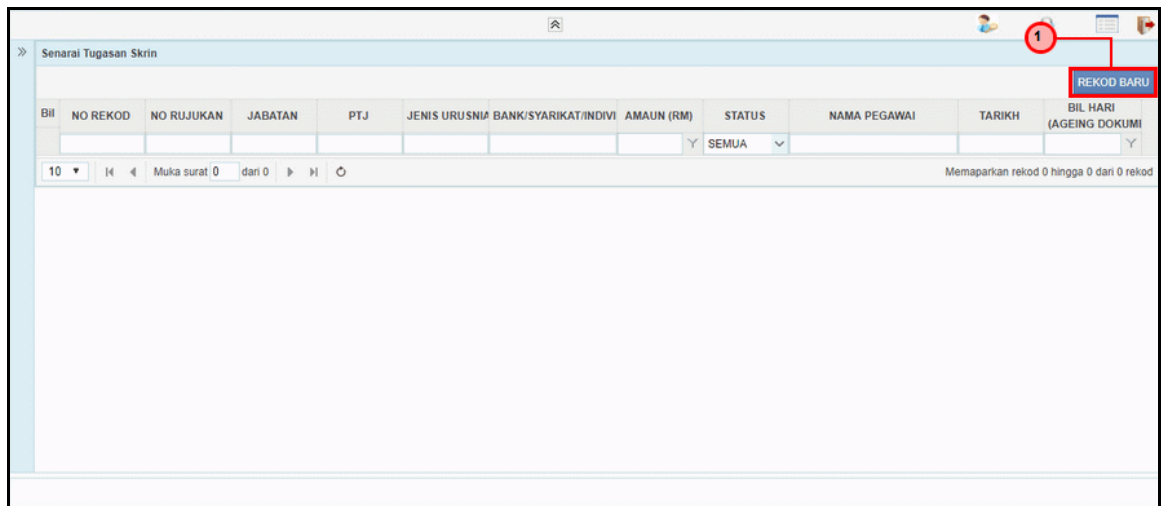 1
Senarai Tugasan Skrin
REKOD BARU
Bil NO REKOD NO RUJUKAN JABATAN PTJ JENIS URUSNIA BANK/SYARIKAT/INDIVI AMAUN (RM) STATUS NAMA PEGAWAI TARIKH BIL HARI
(AGEING DOKUME
SEMUA
10 Muka surat 0 dari 0 Memaparkan rekod 0 hingga 0 dari 0 rekod